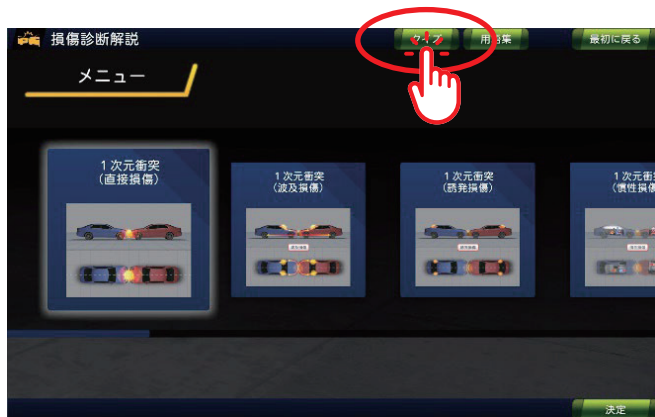 損傷診断解説
用語集
最初に戻る
メニュー
1次元衝突
(直接損傷)
1次元衝突
(波及損傷)
1次元衝突
(誘発損傷)
1次元衝
(慣性損傷
決定